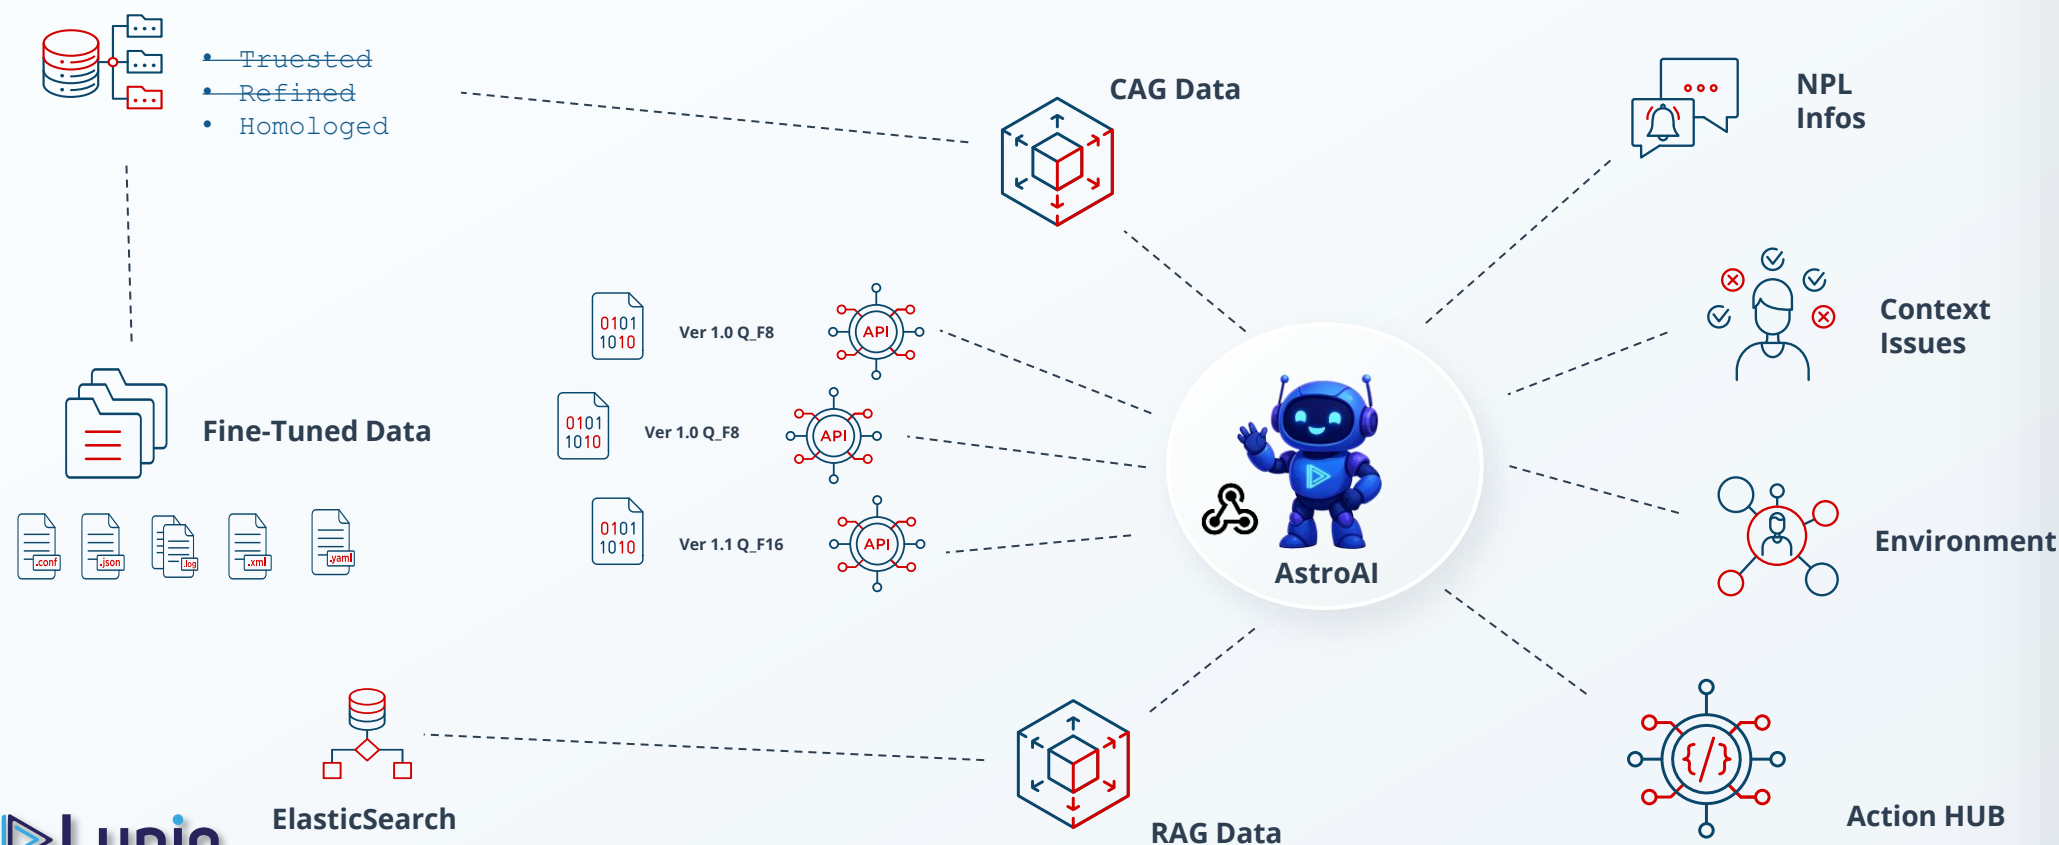 Truested
Refined
Homologed
CAG Data
NPL
Infos
Context
Issues
0101
1010
Ver 1.0 Q_F8
API
0101
1010
Ver 1.0 Q_F8
API
0101
1010
Ver 1.1 Q_F16
API
Fine-Tuned Data
.conf
.json
.log
.xml
.yaml
AstroAI
Environment
{/}
Action HUB
ElasticSearch
RAG Data